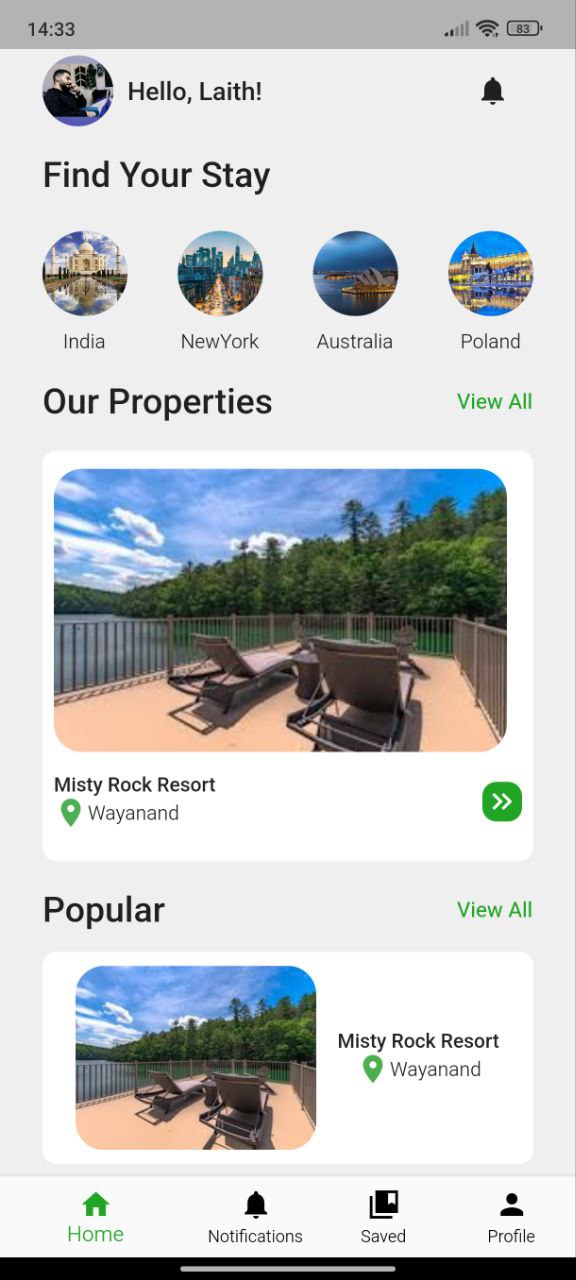 14:33
83
Hello, Laith!
Find Your Stay
India
NewYork
Australia
Poland
Our Properties
View All
Misty Rock Resort
Wayanand
Popular
View All
Misty Rock Resort
Wayanand
Home
Notifications
Saved
Profile